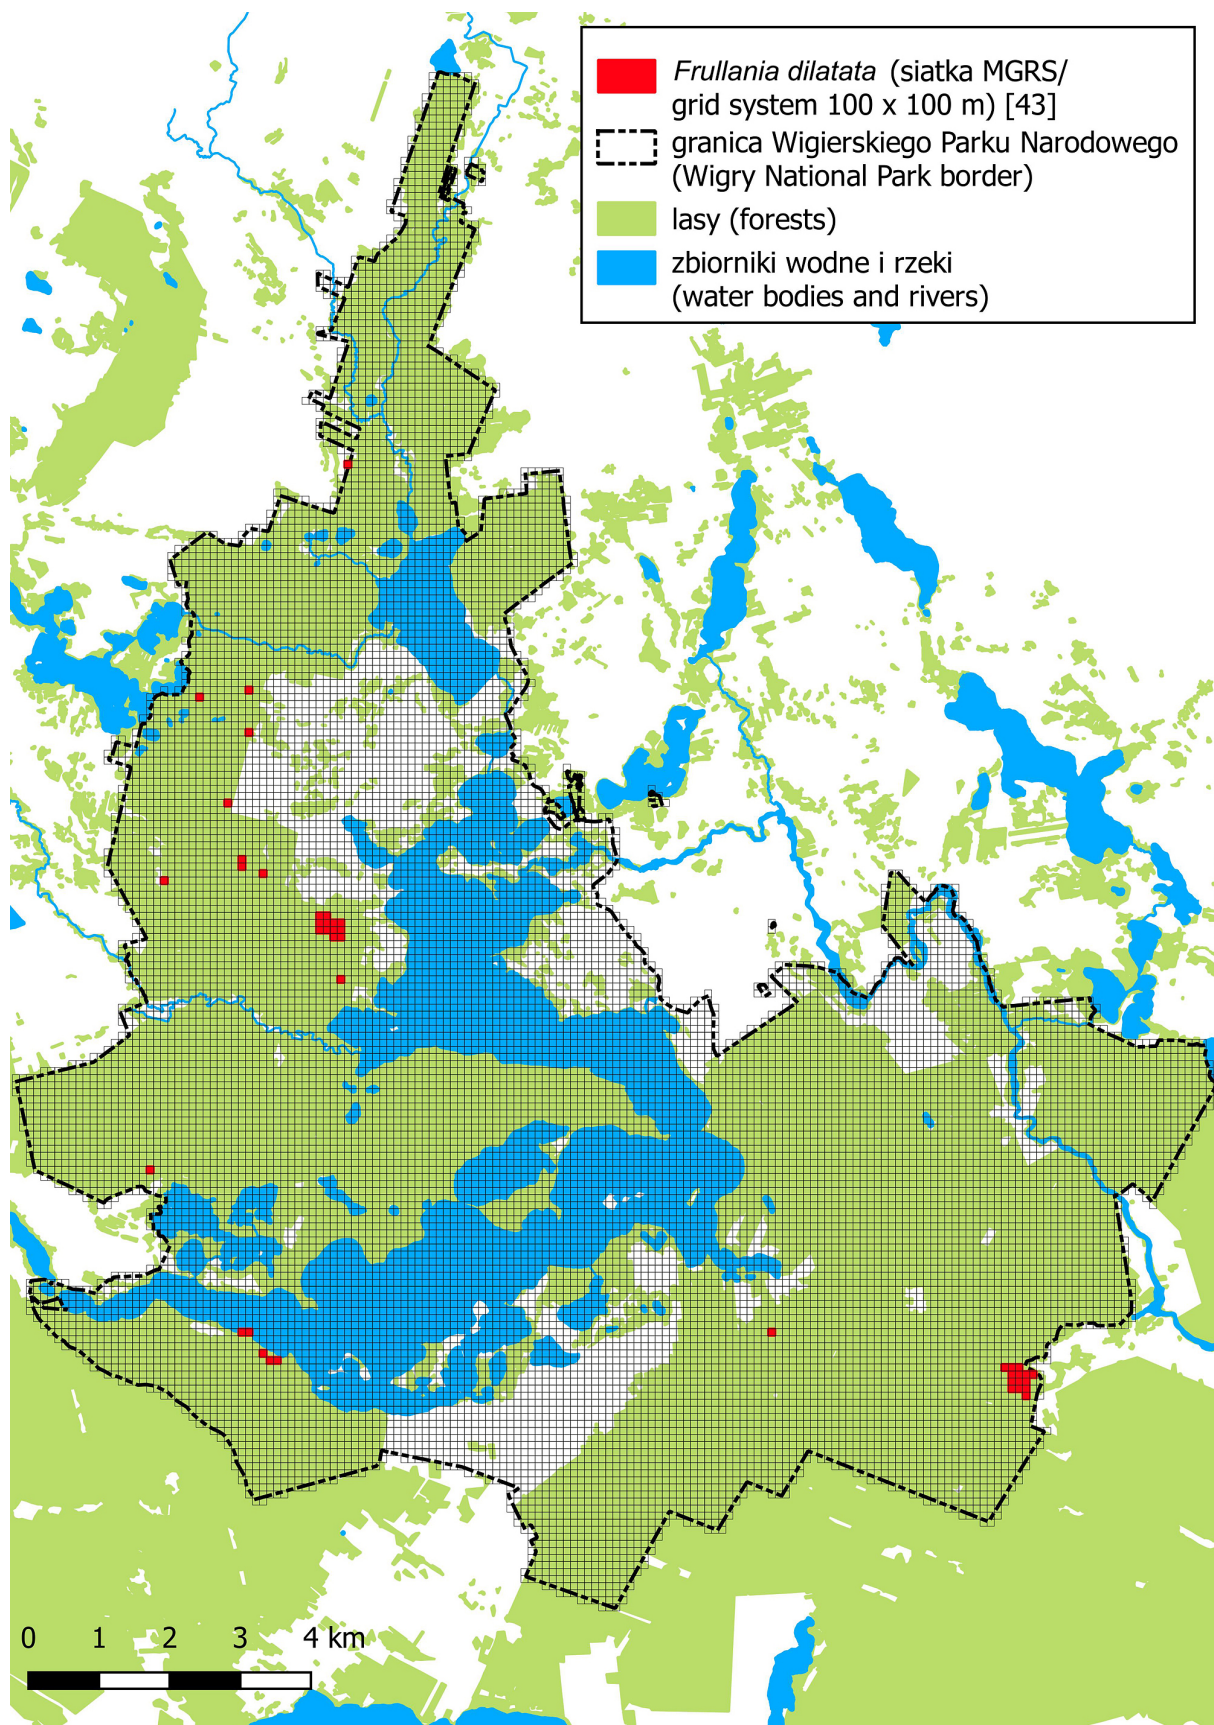 Frullania dilatata (siatka MGRS/
grid system 100 x 100 m) [43]
granica Wigierskiego Parku Narodowego
(Wigry National Park border)
lasy (forests)
zbiorniki wodne i rzeki
(water bodies and rivers)
0 1 2 3 4 km